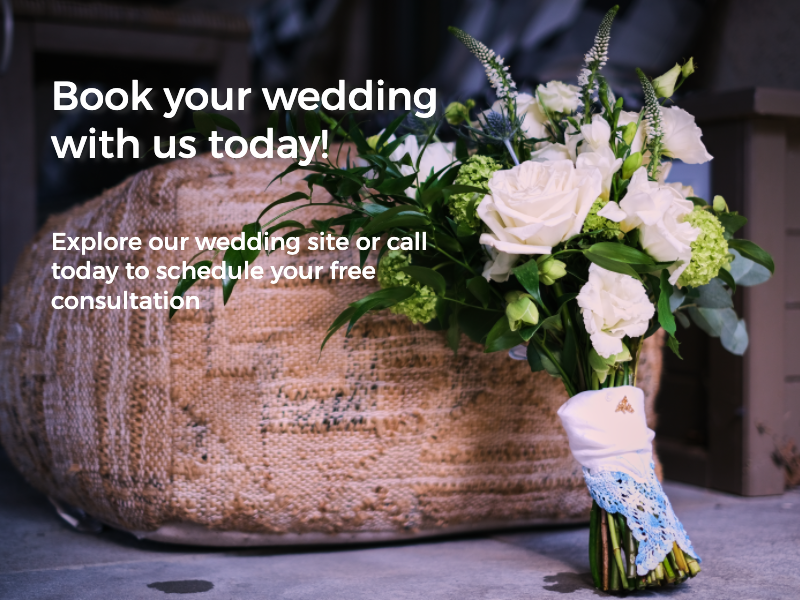 Book your wedding
with us today!
Explore our wedding site or call
today to schedule your free
consultation